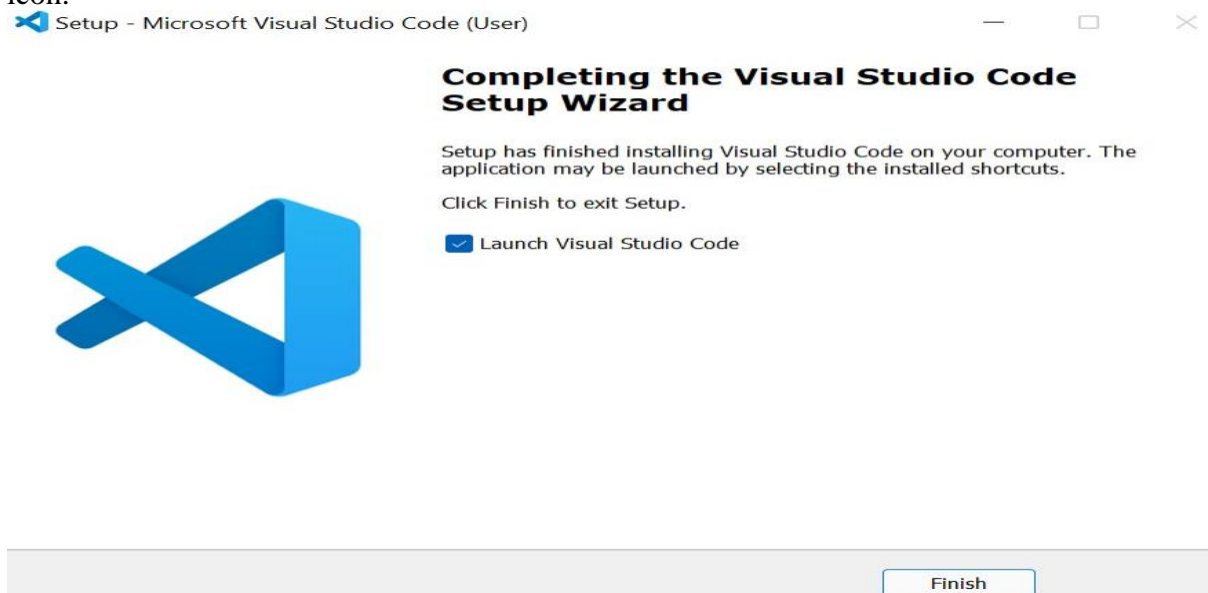 icon.
Setup - Microsoft Visual Studio Code (User)
Completing the Visual Studio Code
Setup Wizard
Setup has finished installing Visual Studio Code on your computer. The
application may be launched by selecting the installed shortcuts.
Click Finish to exit Setup.
Launch Visual Studio Code
Finish